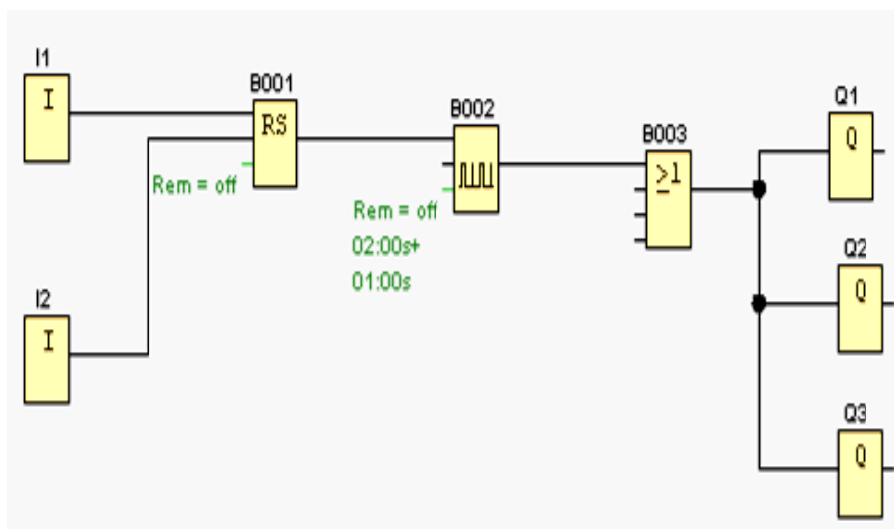 I1
I
B001
RS
Rem = off
B002
Rem = off
02:00s+
01:00s
B003
≥1
Q1
Q
Q2
Q
Q3
Q
I2
I